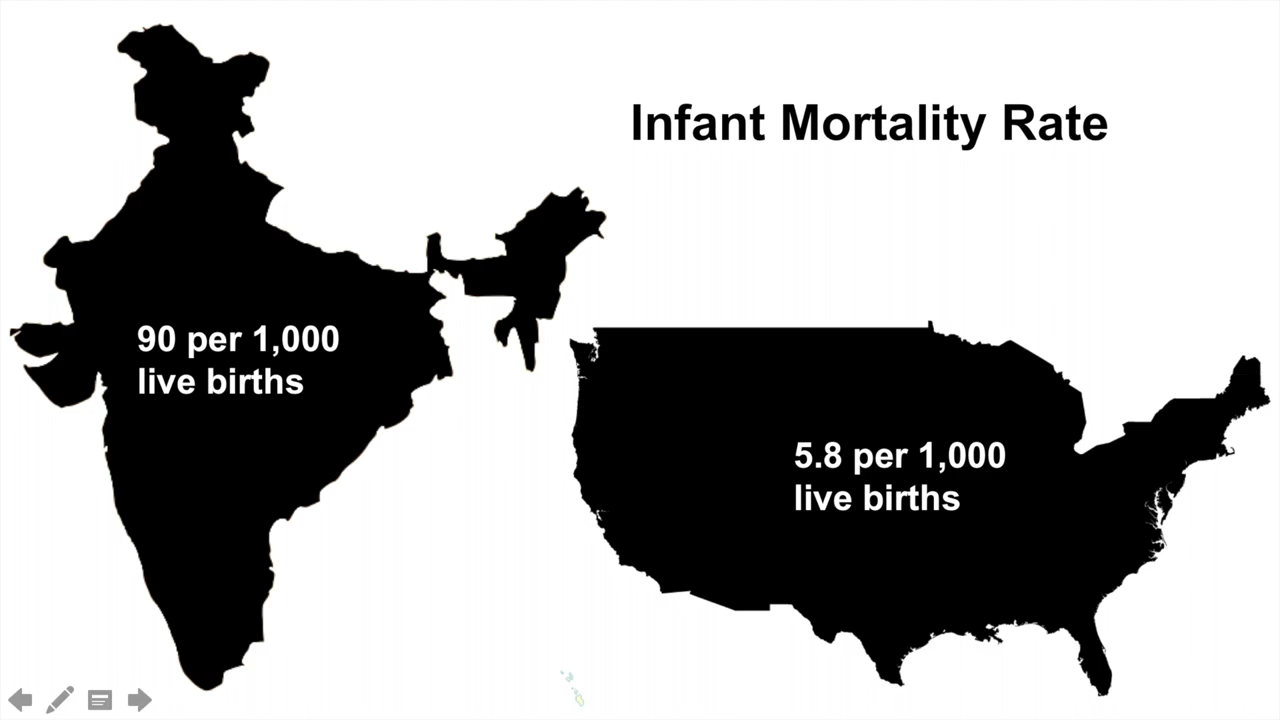 Infant Mortality Rate
90 per 1,000
live births
5.8 per 1,000
live births